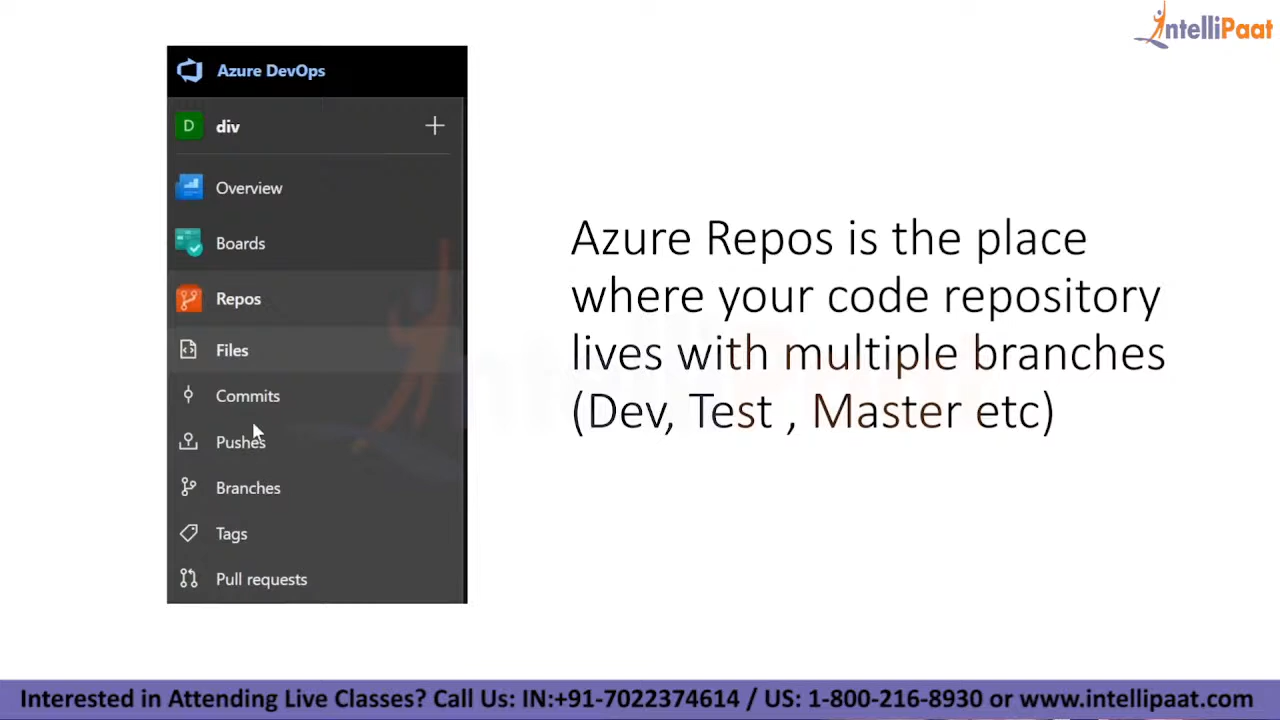 IntelliPaat
Azure DevOps
D div
Overview
Boards
Repos
Files
Commits
Pushes
Branches
Tags
Pull requests
Azure Repos is the place
where your code repository
lives with multiple branches
(Dev, Test , Master etc)
Interested in Attending Live Classes? Call Us: IN:+91-7022374614 / US: 1-800-216-8930 or www.intellipaat.com